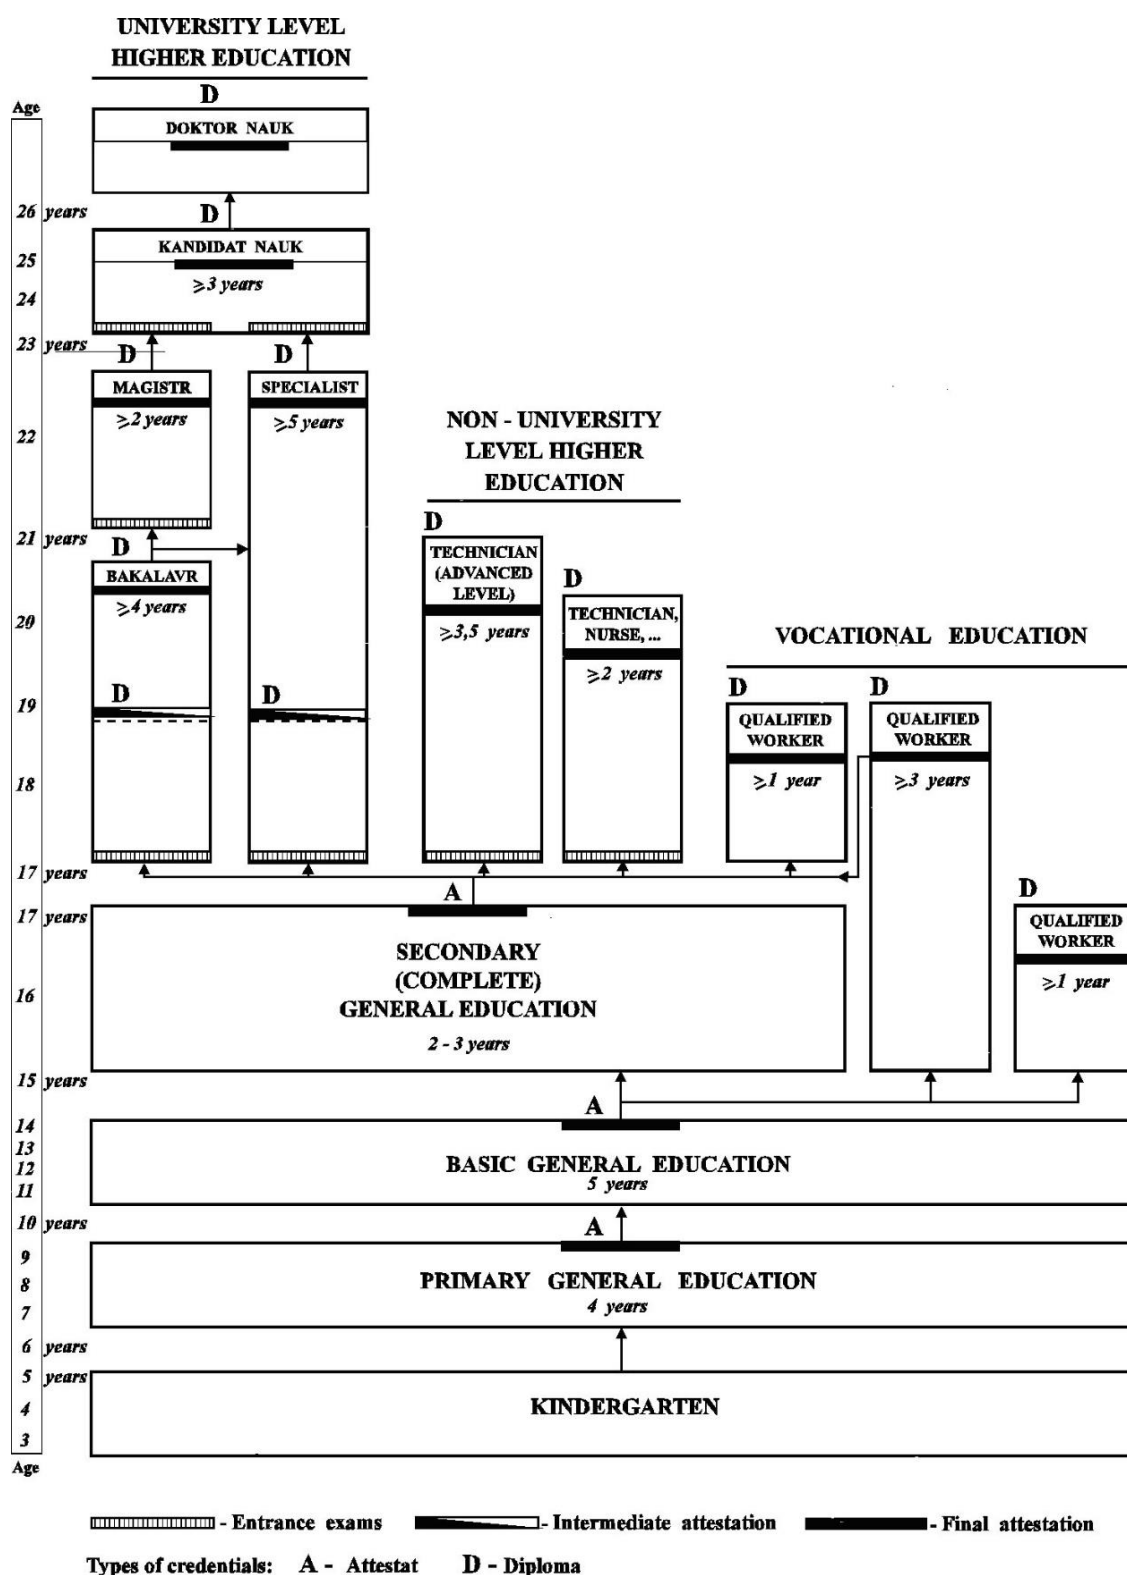 UNIVERSITY LEVEL
HIGHER EDUCATION
D
Age
DOKTOR NAUK
26 years
D
KANDIDAT NAUK
25
⩾3 years
24
23 years
D
D
MAGISTR
SPECIALIST
⩾2 years
⩾5 years
22
NON - UNIVERSITY
LEVEL HIGHER
EDUCATION
21 years
D
D
TECHNICIAN
(ADVANCED
LEVEL)
⩾3,5 years
BAKALAVR
⩾4 years
20
D
TECHNICIAN,
NURSE, ...
⩾2 years
VOCATIONAL EDUCATION
19
D
D
D
QUALIFIED
WORKER
⩾1 year
D
QUALIFIED
WORKER
⩾3 years
18
17 years
A
17 years
SECONDARY
(COMPLETE)
GENERAL EDUCATION
2 - 3 years
D
QUALIFIED
WORKER
⩾1 year
16
15 years
A
14
13
12
11
BASIC GENERAL EDUCATION
5 years
10 years
A
9
8
7
PRIMARY GENERAL EDUCATION
4 years
6 years
5 years
4
3
KINDERGARTEN
Age
- Entrance exams
- Intermediate attestation
- Final attestation
Types of credentials: A - Attestat D - Diploma